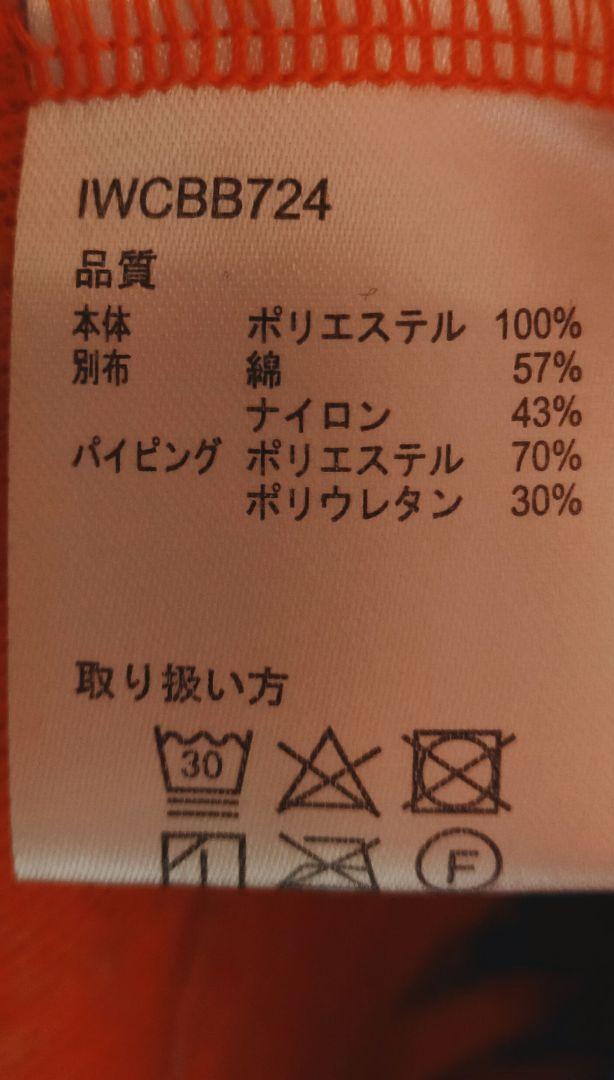 IWCBB724
品質
本体 ポリエステル 100%
別布 綿 57%
ナイロン 43%
パイピング ポリエステル 70%
ポリウレタン 30%
取り扱い方
30
F